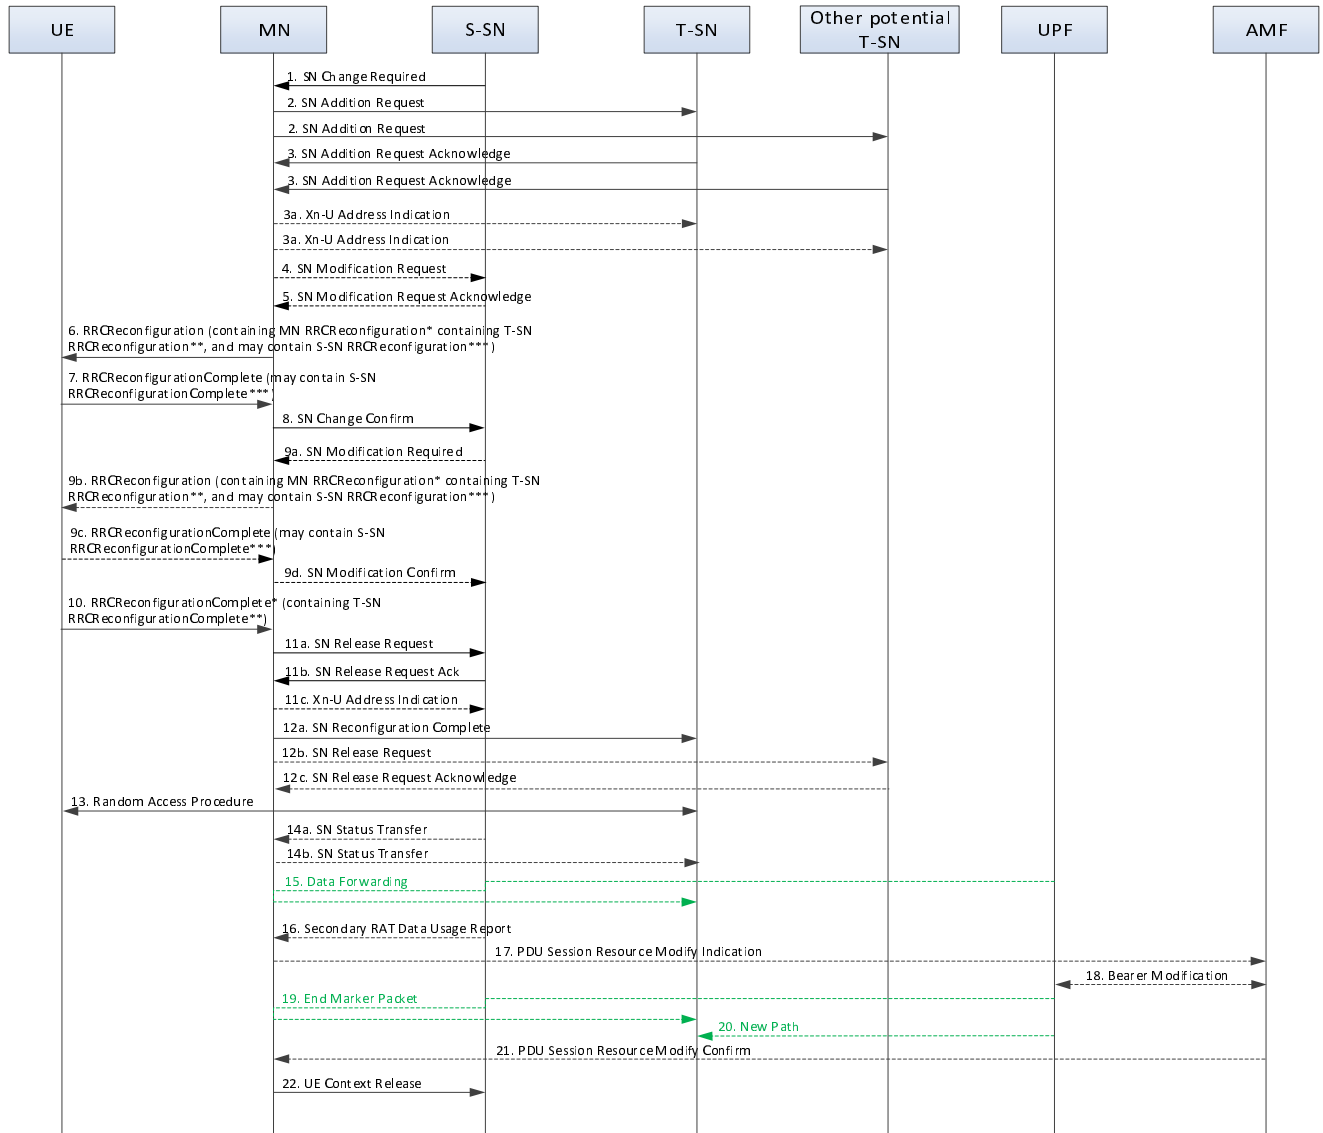 UE
MN
S-SN
T-SN
Other potential
T-SN
UPF
AMF
1. SN Change Required
2. SN Addition Request
2. SN Addition Request
3. SN Addition Request Acknowledge
3. SN Addition Request Acknowledge
3a. Xn-U Address Indication
3a. Xn-U Address Indication
4. SN Modification Request
5. SN Modification Request Acknowledge
6. RRCReconfiguration (containing MN RRCReconfiguration* containing T-SN
RRCReconfiguration**, and may contain S-SN RRCReconfiguration***)
7. RRCReconfigurationComplete (may contain S-SN
RRCReconfigurationComplete***)
8. SN Change Confirm
9a. SN Modification Required
9b. RRCReconfiguration (containing MN RRCReconfiguration* containing T-SN
RRCReconfiguration**, and may contain S-SN RRCReconfiguration***)
9c. RRCReconfigurationComplete (may contain S-SN
RRCReconfigurationComplete***)
9d. SN Modification Confirm
10. RRCReconfigurationComplete* (containing T-SN
RRCReconfigurationComplete**)
11a. SN Release Request
11b. SN Release Request Ack
11c. Xn-U Address Indication
12a. SN Reconfiguration Complete
12b. SN Release Request
12c. SN Release Request Acknowledge
13. Random Access Procedure
14a. SN Status Transfer
14b. SN Status Transfer
15. Data Forwarding
16. Secondary RAT Data Usage Report
17. PDU Session Resource Modify Indication
18. Bearer Modification
19. End Marker Packet
20. New Path
21. PDU Session Resource Modify Confirm
22. UE Context Release